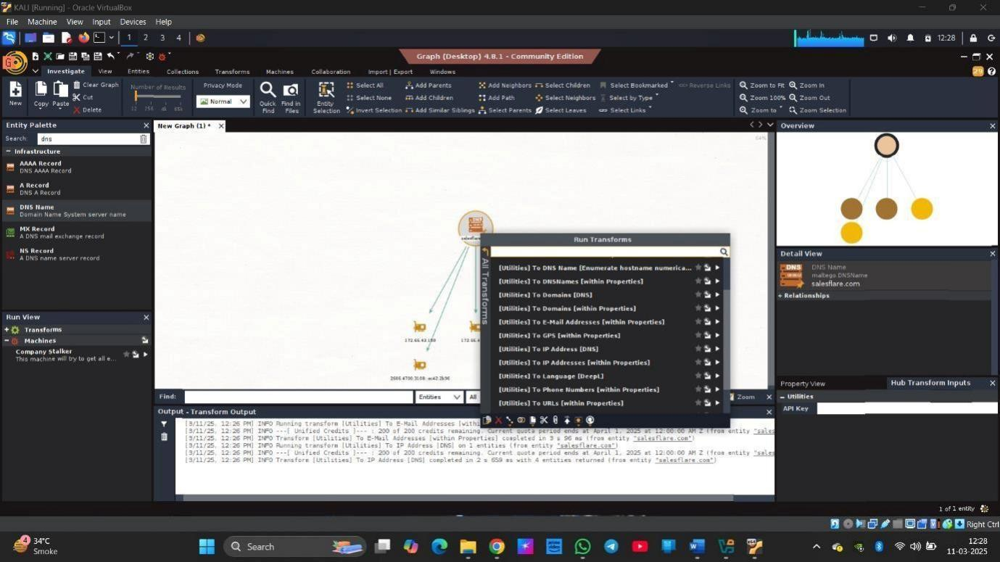 KALI [Running] - Oracle VirtualBox
File Machine View Input Devices Help
1 2 3 4
12:28
Graph (Desktop) 4.8.1 - Community Edition
Investigate View Entities Collections Transforms Machines Collaboration Import | Export Windows
29
New
Copy Paste
Clear Graph
Cut
Delete
Number of Results
12 256 4k 65k
Privacy Mode
Normal
Quick Find
Find in Files
Entity Selection
Select All
Select None
Invert Selection
Add Parents
Add Children
Add Similar Siblings
Add Neighbors
Add Path
Select Parents
Select Children
Select Neighbors
Select Leaves
Select Bookmarked
Select by Type
Select Links
Reverse Links
Zoom to Fit
Zoom 100%
Zoom to
Zoom In
Zoom Out
Zoom Selection
Entity Palette
Search: dns
Infrastructure
AAAA Record
DNS AAAA Record
A Record
DNS A Record
DNS Name
Domain Name System server name
MX Record
A DNS mail exchange record
NS Record
A DNS name server record
Run View
+ Transforms
- Machines
Company Stalker
This machine will try to get all e...
New Graph (1) *
64%
Run Transforms
All Transforms
[Utilities] To DNS Name [Enumerate hostname numerica...
[Utilities] To DNSNames [within Properties]
[Utilities] To Domains [DNS]
[Utilities] To Domains [within Properties]
[Utilities] To E-Mail Addresses [within Properties]
[Utilities] To GPS [within Properties]
[Utilities] To IP Address [DNS]
[Utilities] To IP Addresses [within Properties]
[Utilities] To Language [DeepL]
[Utilities] To Phone Numbers [within Properties]
[Utilities] To URLs [within Properties]
Find: Entities All Zoom
Output - Transform Output
[3/11/25, 12:26 PM] INFO Running transform [Utilities] To E-Mail Addresses [withi
[3/11/25, 12:26 PM] INFO ---[ Unified Credits ]--- : 200 of 200 credits remaining. Current quota period ends at April 1, 2025 at 12:00:00 AM Z (from entity "sales
[3/11/25, 12:26 PM] INFO Transform [Utilities] To E-Mail Addresses [within Properties] completed in 3 s 96 ms (from entity "salesflare.com")
[3/11/25, 12:26 PM] INFO Running transform [Utilities] To IP Address [DNS] on 1 entities (from entity "salesflare.com")
[3/11/25, 12:26 PM] INFO ---[ Unified Credits ]--- : 200 of 200 credits remaining. Current quota period ends at April 1, 2025 at 12:00:00 AM Z (from entity "sales
[3/11/25, 12:26 PM] INFO Transform [Utilities] To IP Address [DNS] completed in 2 s 659 ms with 4 entities returned (from entity "salesflare.com")
Overview
Detail View
DNS
DNS Name
maltego.DNSName
salesflare.com
+ Relationships
Property View Hub Transform Inputs
- Utilities
API Key
1 of 1 entity
Right Ctrl
4
34°C
Smoke
Search
12:28
11-03-2025